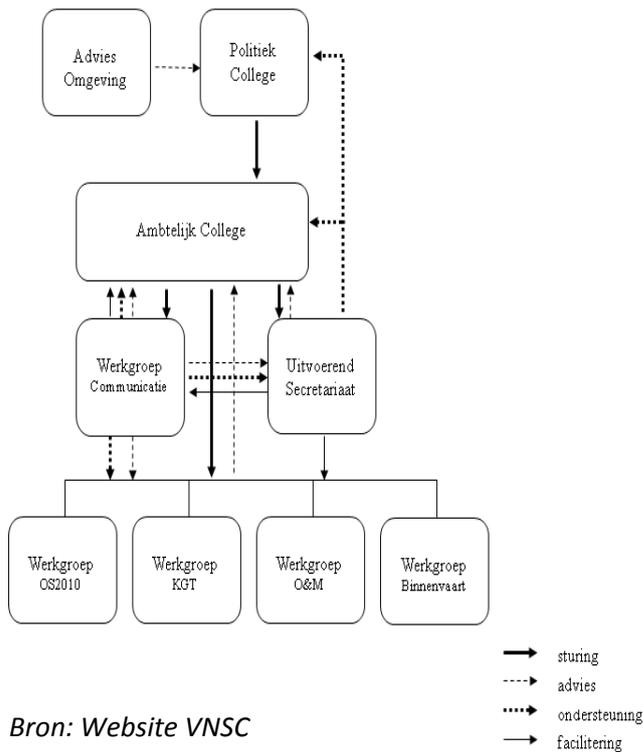 Advies
Omgeving
Politiek
College
Ambtelijk College
Werkgroep
Communicatie
Uitvoerend
Secretariaat
Werkgroep
OS2010
Werkgroep
KGT
Werkgroep
O&M
Werkgroep
Binnenvaart
sturing
advies
ondersteuning
facilitering
Bron: Website VNSC